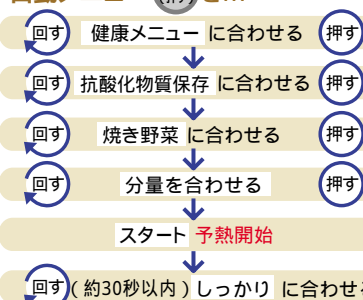 回す 健康メニュー に合わせる 押す
回す 抗酸化物質保存 に合わせる 押す
回す 焼き野菜 に合わせる 押す
回す 分量を合わせる 押す
スタート 予熱開始
回す (約30秒以内) しっかり に合わせ